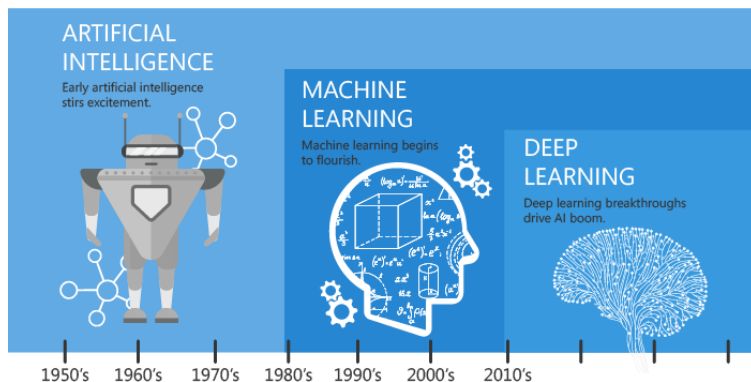 ARTIFICIAL
INTELLIGENCE
Early artificial intelligence
stirs excitement.
MACHINE
LEARNING
Machine learning begins
to flourish.
DEEP
LEARNING
Deep learning breakthroughs
drive AI boom.
1950's 1960's 1970's 1980's 1990's 2000's 2010's